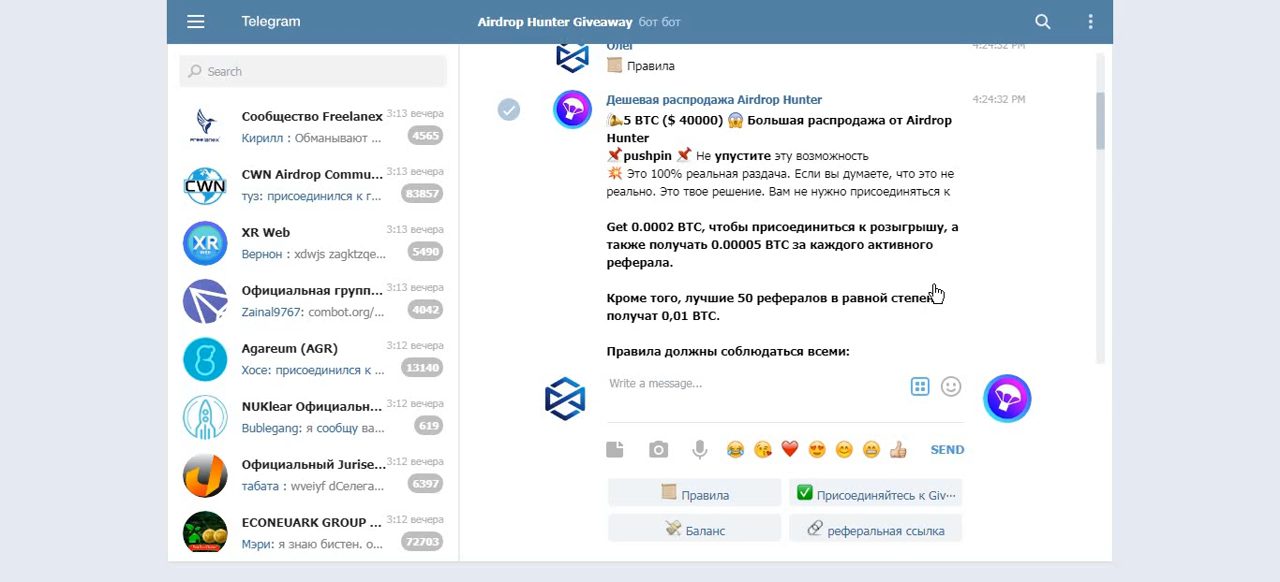 Telegram
Airdrop Hunter Giveaway бот бот
Search
Сообщество Freelanex 3:13 вечера
Кирилл : Обманывают ... 4565
CWN Airdrop Commu... 3:13 вечера
туз: присоединился к г... 83857
XR Web 3:13 вечера
Вернон : xdwjs zagktzqe... 5490
Официальная групп... 3:13 вечера
Zainal9767: combot.org/... 4042
Agareum (AGR) 3:12 вечера
Хосе: присоединился к ... 13140
NUKlear Официальн... 3:12 вечера
Bublegang: я сообщу ва... 619
Официальный Jurise... 3:12 вечера
табата : wveiyf dСелега... 6397
ECONEUARK GROUP ... 3:12 вечера
Мэри: я знаю бистен. о... 72703
CWN
XR
WEB
Олег 4:24:32 PM
Правила
Дешевая распродажа Airdrop Hunter 4:24:32 PM
5 BTC ($ 40000) Большая распродажа от Airdrop
Hunter
pushpin Не упустите эту возможность
Это 100% реальная раздача. Если вы думаете, что это не
реально. Это твое решение. Вам не нужно присоединяться к
Get 0.0002 BTC, чтобы присоединиться к розыгрышу, а
также получать 0.00005 BTC за каждого активного
реферала.
Кроме того, лучшие 50 рефералов в равной степени
получат 0,01 BTC.
Правила должны соблюдаться всеми:
Write a message...
SEND
Правила
Присоединяйтесь к Giv...
Баланс
реферальная ссылка